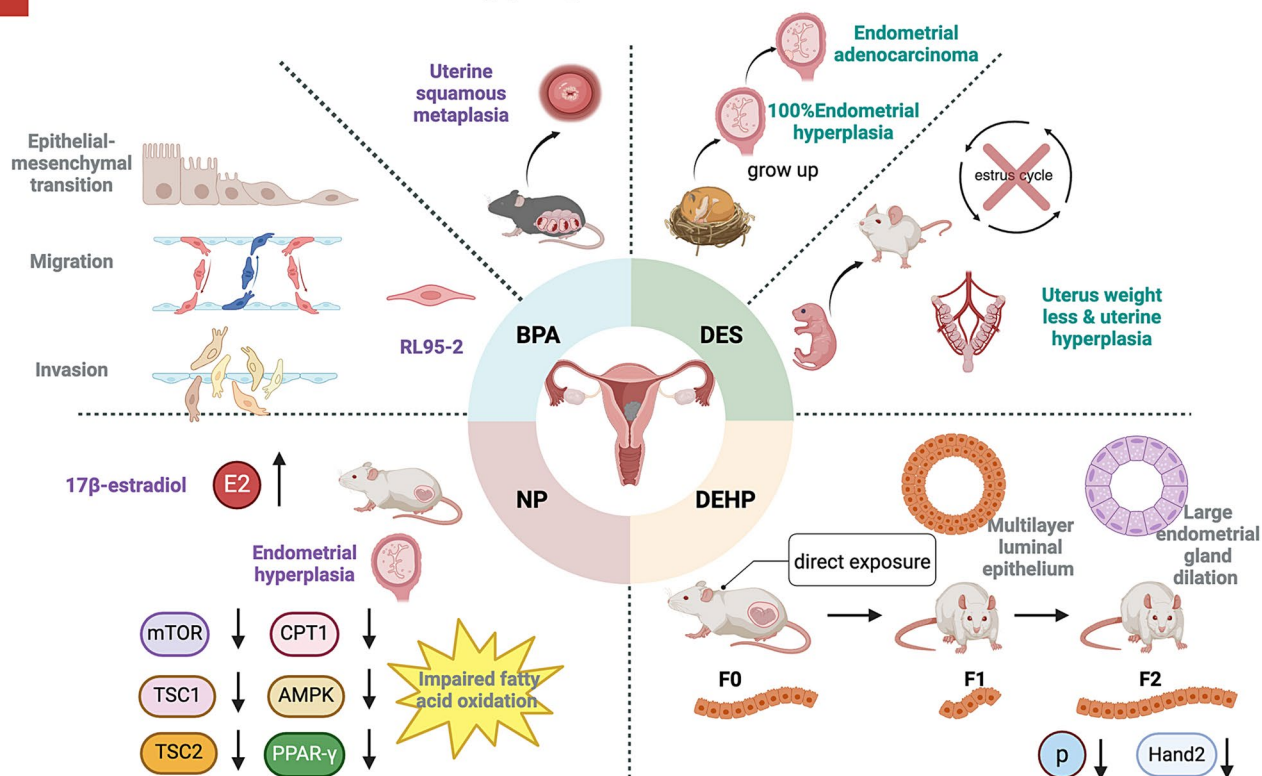 Uterine
squamous
metaplasia
Endometrial
adenocarcinoma
100%Endometrial
hyperplasia
grow up
estrus cycle
Epithelial-
mesenchymal
transition
Migration
Invasion
RL95-2
Uterus weight
less & uterine
hyperplasia
BPA
DES
NP
DEHP
17β-estradiol
E2
Endometrial
hyperplasia
mTOR
CPT1
TSC1
AMPK
TSC2
PPAR-γ
Impaired fatty
acid oxidation
direct exposure
Multilayer
luminal
epithelium
Large
endometrial
gland
dilation
F0
F1
F2
p
Hand2